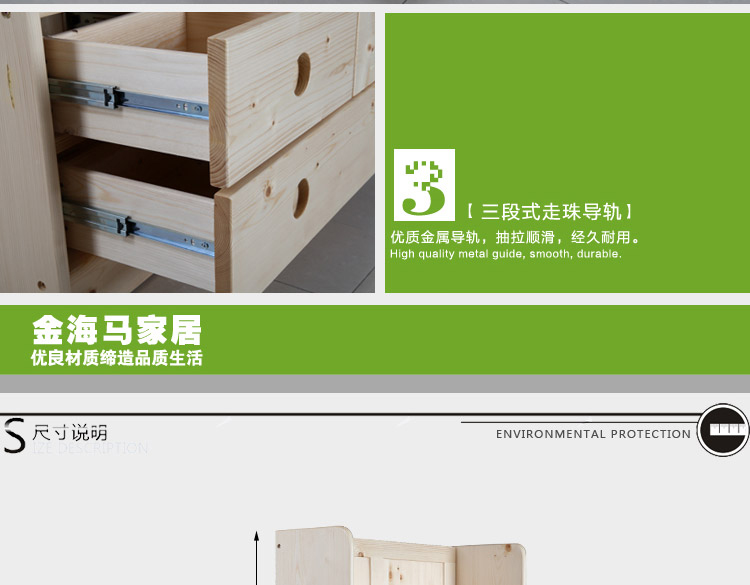 3
【 三段式走珠导轨】
优质金属导轨，抽拉顺滑，经久耐用。
High quality metal guide, smooth, durable.
金海马家居
优良材质缔造品质生活
S 尺寸说明
IZE DESCRIPTION
ENVIRONMENTAL PROTECTION